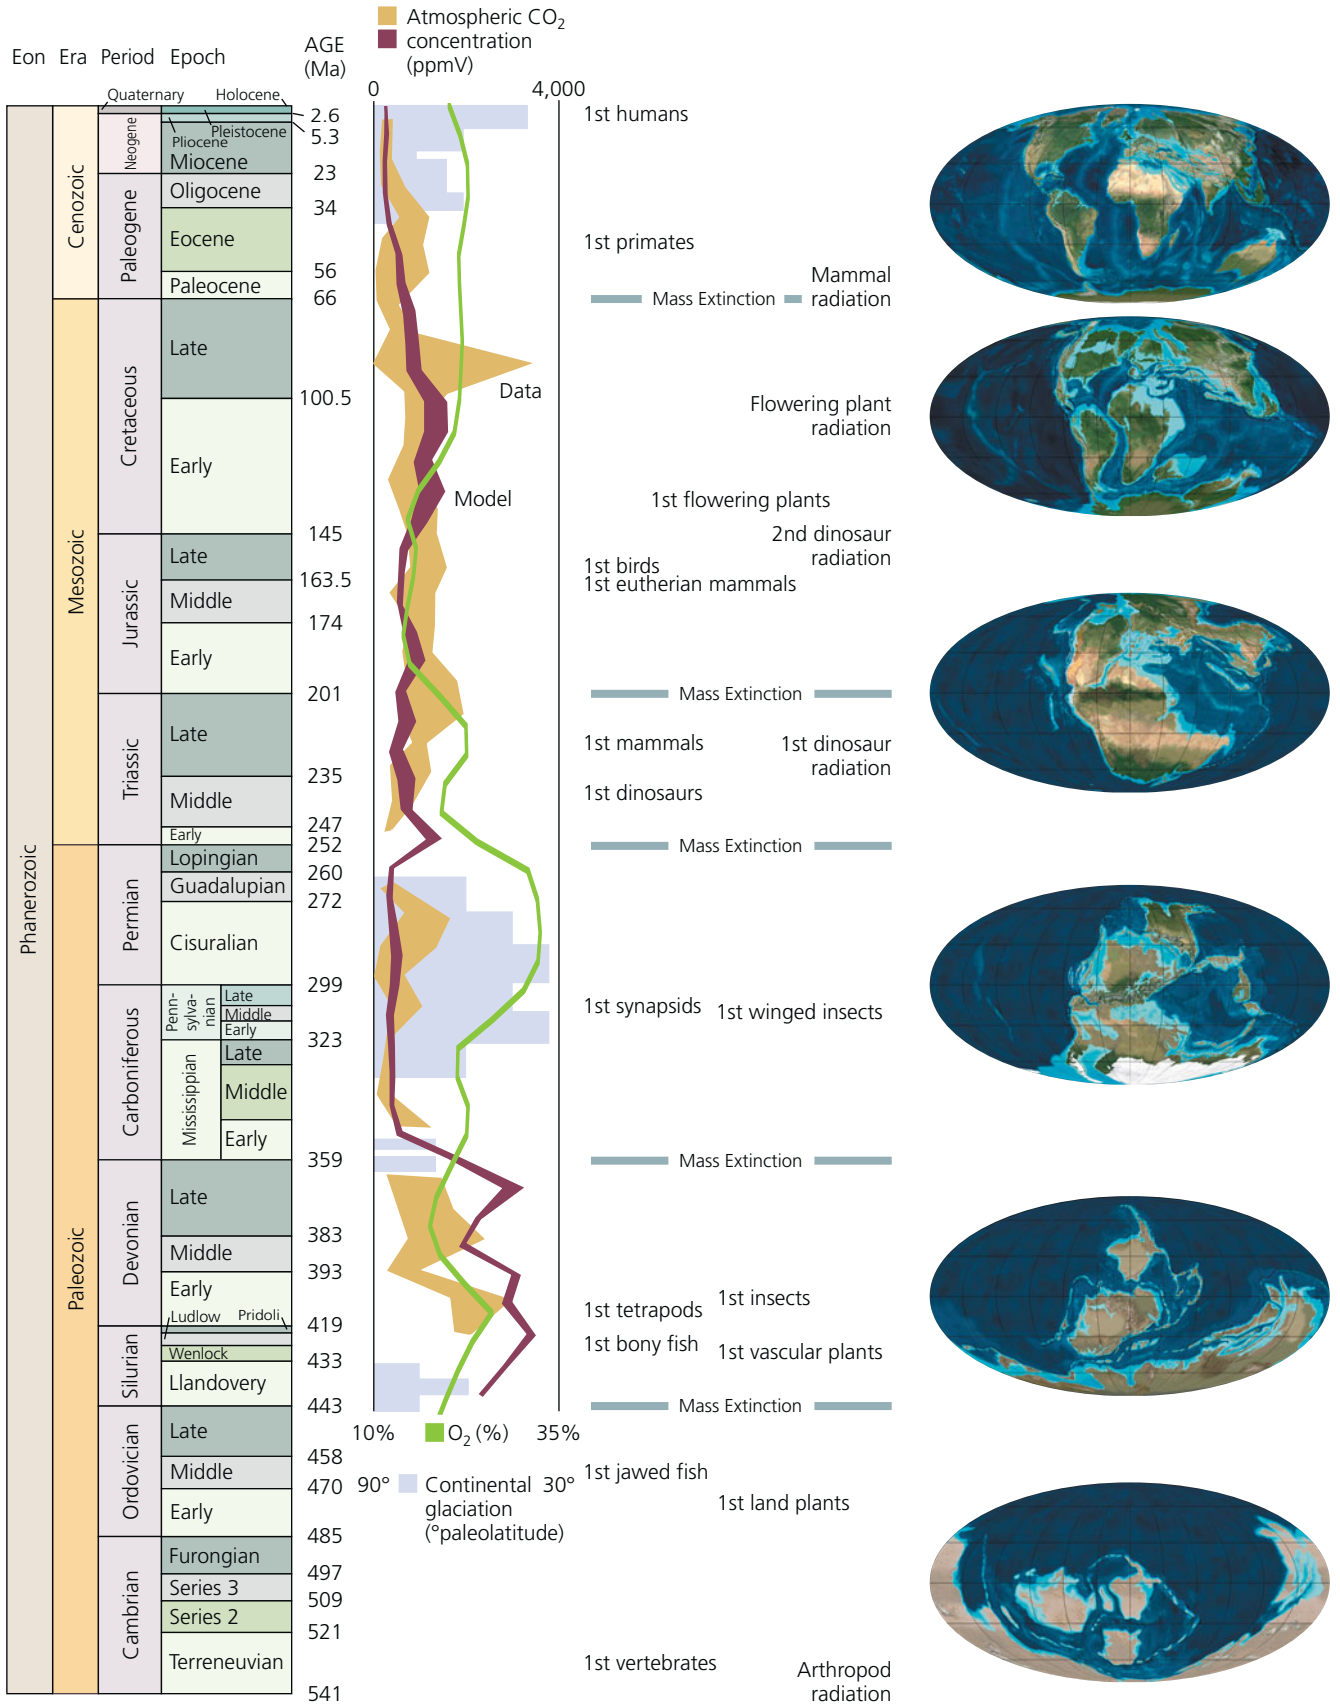 Atmospheric CO2
concentration
(ppmV)
Eon Era Period Epoch
AGE
(Ma)
0 4,000
Quaternary Holocene
2.6
Pleistocene
5.3
Pliocene
Neogene
Miocene
23
Oligocene
34
Cenozoic
Paleogene
Eocene
56
Paleocene
66
1st humans
1st primates
Mammal
radiation
Mass Extinction
Late
100.5
Cretaceous
Early
145
Data
Model
Flowering plant
radiation
1st flowering plants
2nd dinosaur
radiation
Mesozoic
Jurassic
Late
163.5
Middle
174
Early
201
1st birds
1st eutherian mammals
Mass Extinction
Triassic
Late
235
Middle
247
Early
252
1st mammals
1st dinosaur
radiation
1st dinosaurs
Mass Extinction
Phanerozoic
Permian
Lopingian
260
Guadalupian
272
Cisuralian
299
Carboniferous
Penn-
sylva-
nian
Late
Middle
Early
323
1st synapsids
1st winged insects
Mississippian
Late
Middle
Early
359
Mass Extinction
Paleozoic
Devonian
Late
383
Middle
393
Early
419
1st insects
1st tetrapods
Ludlow Pridoli
Silurian
Wenlock
433
Llandovery
443
1st bony fish
1st vascular plants
Mass Extinction
10% O2 (%) 35%
90° Continental 30°
glaciation
(°paleolatitude)
Ordovician
Late
458
Middle
470
Early
485
1st jawed fish
1st land plants
Cambrian
Furongian
497
Series 3
509
Series 2
521
Terreneuvian
541
1st vertebrates
Arthropod
radiation